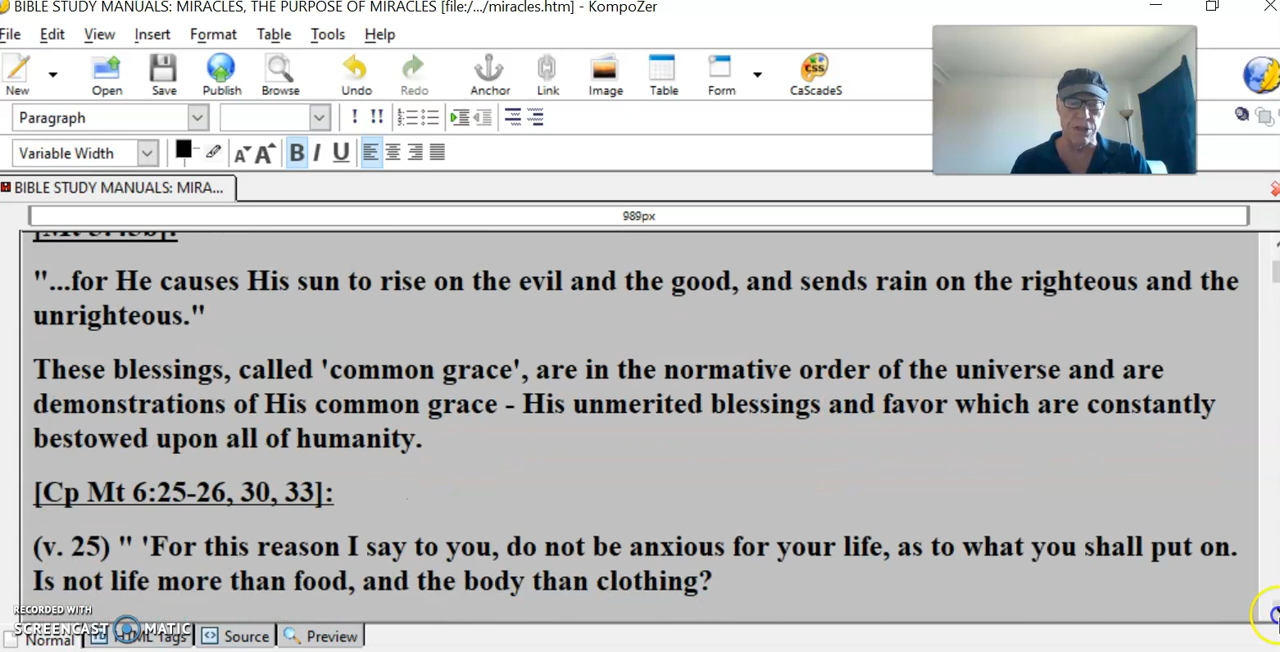 BIBLE STUDY MANUALS: MIRACLES, THE PURPOSE OF MIRACLES [file:/.../miracles.htm] - KompoZer
File Edit View Insert Format Table Tools Help
New Open Save Publish Browse Undo Redo Anchor Link Image Table Form CaScadeS
Paragraph
Variable Width
BIBLE STUDY MANUALS: MIRA...
989px
[Mt 5:45b]:
"...for He causes His sun to rise on the evil and the good, and sends rain on the righteous and the
unrighteous."
These blessings, called 'common grace', are in the normative order of the universe and are
demonstrations of His common grace - His unmerited blessings and favor which are constantly
bestowed upon all of humanity.
[Cp Mt 6:25-26, 30, 33]:
(v. 25) " 'For this reason I say to you, do not be anxious for your life, as to what you shall put on.
Is not life more than food, and the body than clothing?
RECORDED WITH
SCREENCAST MATIC
Normal HTML Tags Source Preview